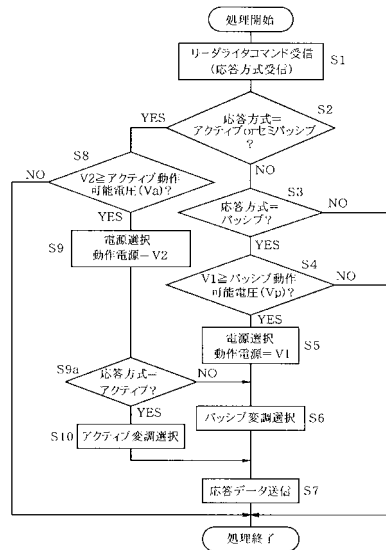 処理開始
リーダライタコマンド受信
(応答方式受信)
S1
S2
応答方式=
アクティブorセミパッシブ
?
YES
NO
S8
V2≧アクティブ動作
可能電圧(Va)?
NO
YES
S3
応答方式=
パッシブ?
NO
YES
S9
電源選択
動作電源=V2
S4
V1≧パッシブ動作
可能電圧(Vp)?
NO
YES
電源選択
動作電源=V1
S5
S9a
応答方式=
アクティブ?
NO
YES
パッシブ変調選択
S6
S10
アクティブ変調選択
応答データ送信
S7
処理終了